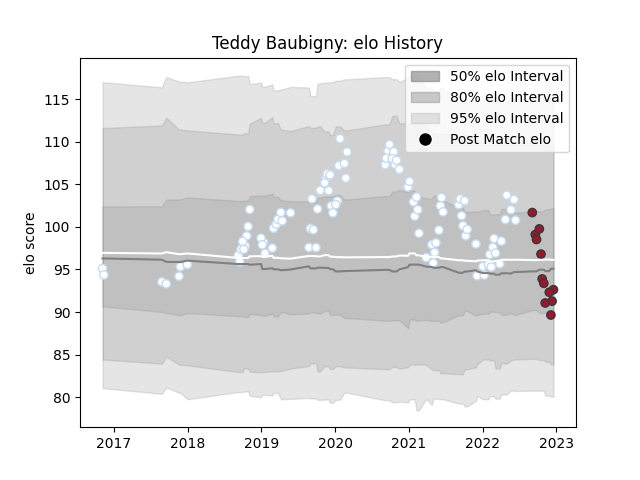 Teddy Baubigny: elo History
50% elo Interval
80% elo Interval
95% elo Interval
Post Match elo
elo score
115
110
105
100
95
90
85
80
2017 2018 2019 2020 2021 2022 2023